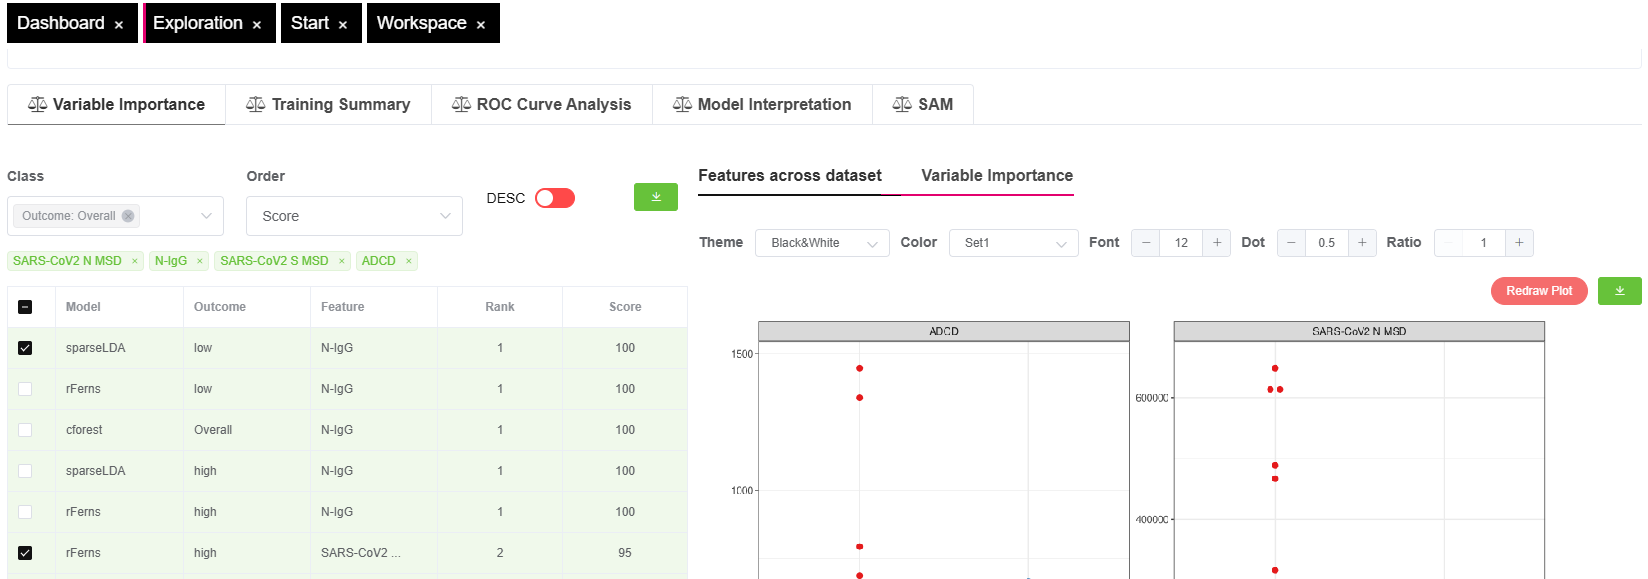 Dashboard × Exploration × Start × Workspace ×
Variable Importance Training Summary ROC Curve Analysis Model Interpretation SAM
Class Order
DESC
Outcome: Overall Score
SARS-CoV2 N MSD × N-IgG × SARS-CoV2 S MSD × ADCD ×
Model Outcome Feature Rank Score
sparseLDA low N-IgG 1 100
rFerns low N-IgG 1 100
cforest Overall N-IgG 1 100
sparseLDA high N-IgG 1 100
rFerns high N-IgG 1 100
rFerns high SARS-CoV2 ... 2 95
Features across dataset Variable Importance
Theme Black&White Color Set1 Font − 12 + Dot − 0.5 + Ratio − 1 +
Redraw Plot
ADCD
1500
1000
SARS-CoV2 N MSD
600000
400000